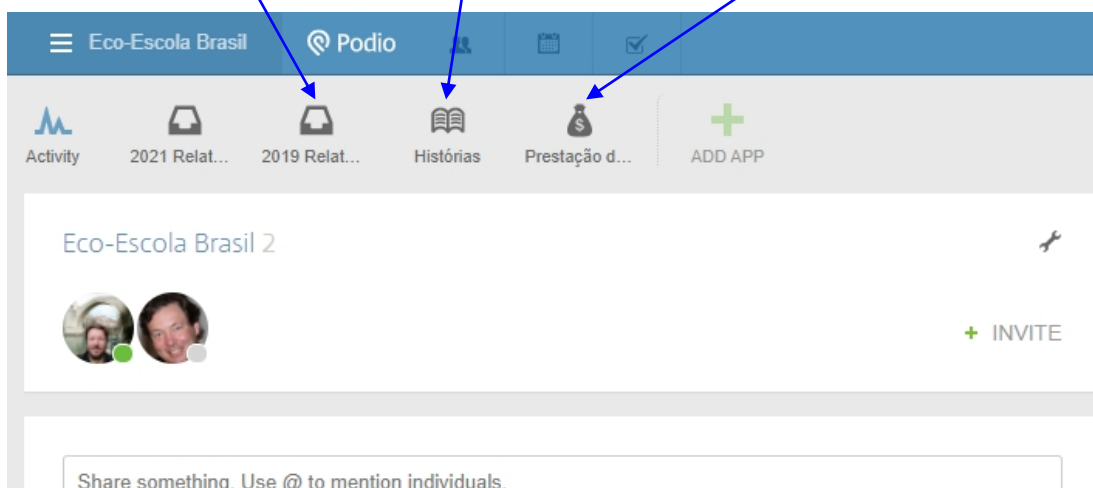 Eco-Escola Brasil Podio
Activity 2021 Relat... 2019 Relat... Histórias Prestação d... ADD APP
Eco-Escola Brasil 2
+ INVITE
Share something. Use @ to mention individuals.